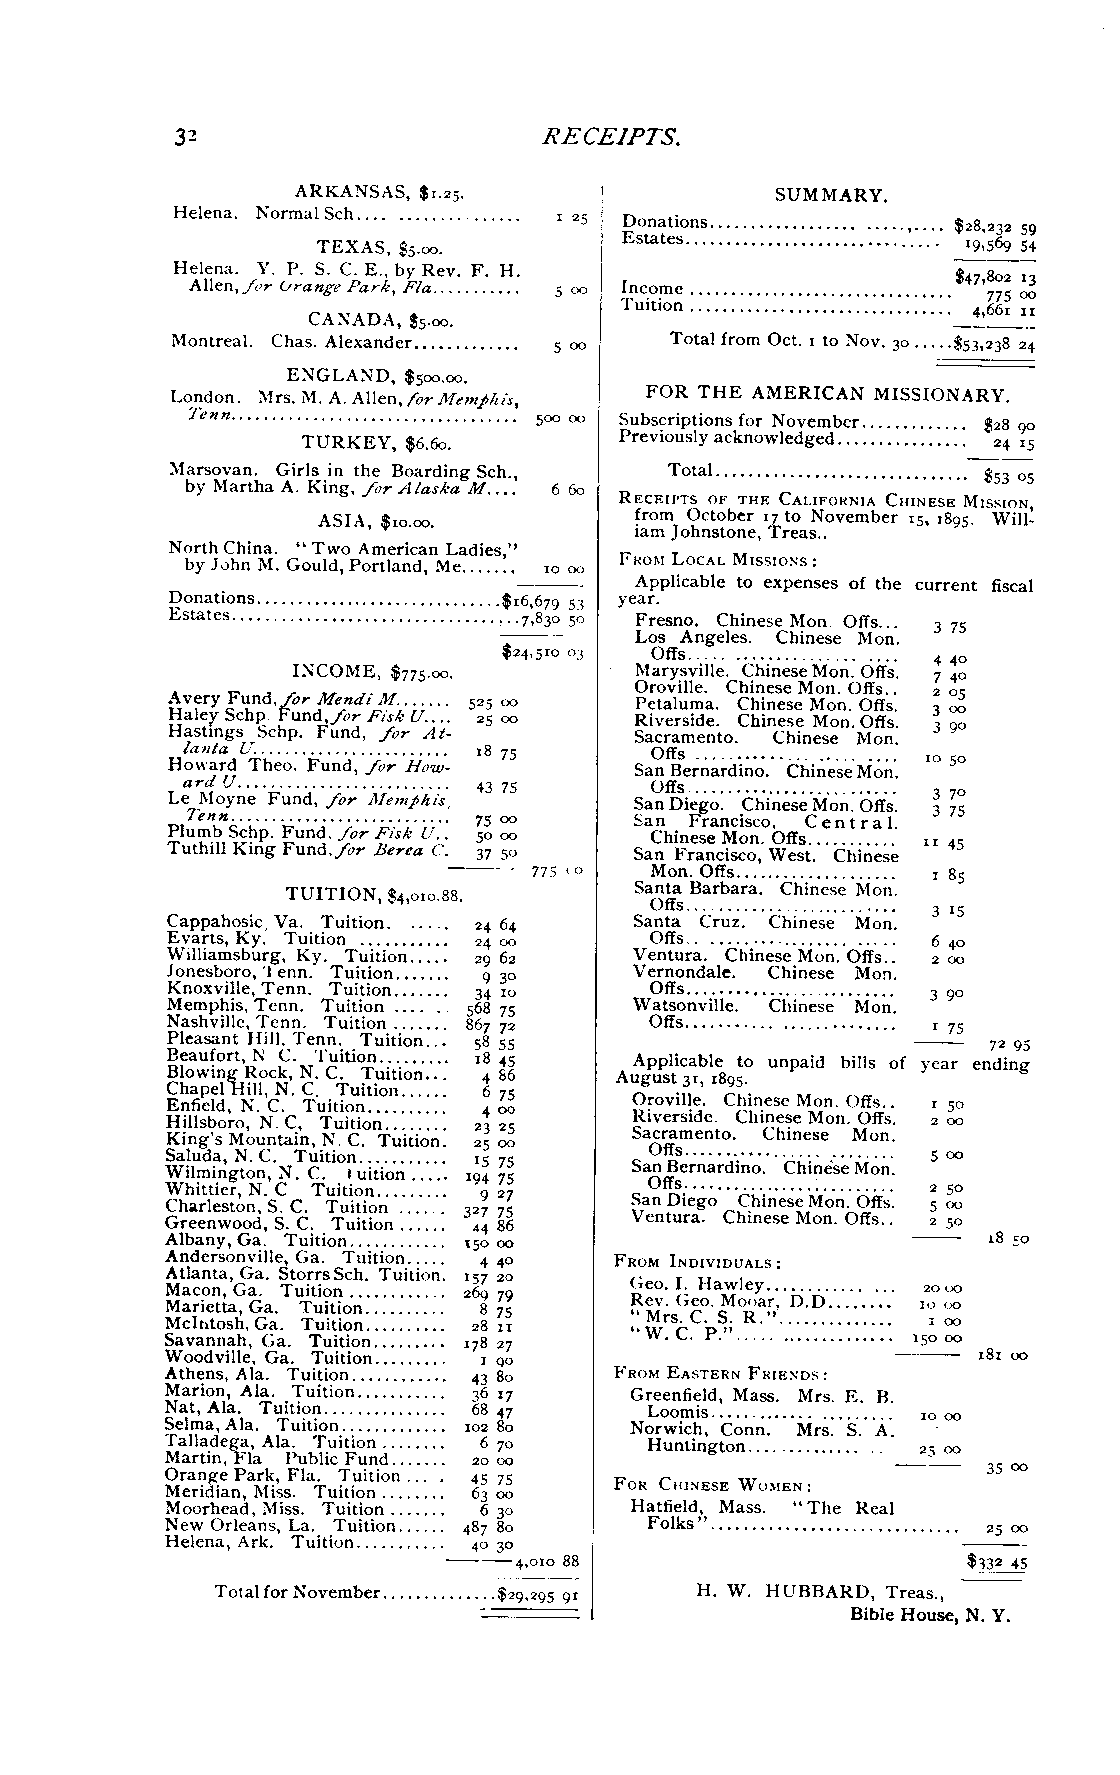 32
RECEIPTS.
ARKANSAS, $1.25.
Helena. Normal Sch.... ............... 1 25
TEXAS, $5.00.
Helena. Y. P. S. C. E., by Rev. F. H.
Allen, for Orange Park, Fla........... 5 00
CANADA, $5.00.
Montreal. Chas. Alexander............. 5 00
ENGLAND, $500.00.
London. Mrs. M. A. Allen, for Memphis,
Tenn................................... 500 00
TURKEY, $6.60.
Marsovan. Girls in the Boarding Sch.,
by Martha A. King, for Alaska M.... 6 60
ASIA, $10.00.
North China. "Two American Ladies,"
by John M. Gould, Portland, Me....... 10 00
Donations..............................$16,679 53
Estates...................................7,830 50
$24,510 03
INCOME, $775.00.
Avery Fund, for Mendi M....... 525 00
Haley Schp. Fund, for Fisk U.... 25 00
Hastings Schp. Fund, for At-
lanta U........................ 18 75
Howard Theo. Fund, for How-
ard U.......................... 43 75
Le Moyne Fund, for Memphis,
Tenn........................... 75 00
Plumb Schp. Fund, for Fisk U.. 50 00
Tuthill King Fund, for Berea C. 37 50
775 00
TUITION, $4,010.88.
Cappahosic, Va. Tuition. ..... 24 64
Evarts, Ky. Tuition ........... 24 00
Williamsburg, Ky. Tuition..... 29 62
Jonesboro, Tenn. Tuition....... 9 30
Knoxville, Tenn. Tuition....... 34 10
Memphis, Tenn. Tuition .... .. 568 75
Nashville, Tenn. Tuition ....... 867 72
Pleasant Hill, Tenn. Tuition... 58 55
Beaufort, N C. Tuition......... 18 45
Blowing Rock, N. C. Tuition... 4 86
Chapel Hill, N. C. Tuition...... 6 75
Enfield, N. C. Tuition.......... 4 00
Hillsboro, N. C. Tuition........ 23 25
King's Mountain, N. C. Tuition. 25 00
Saluda, N. C. Tuition........... 15 75
Wilmington, N. C. Tuition ..... 194 75
Whittier, N. C Tuition......... 9 27
Charleston, S. C. Tuition ...... 327 75
Greenwood, S. C. Tuition ...... 44 86
Albany, Ga. Tuition............ 150 00
Andersonville, Ga. Tuition..... 4 40
Atlanta, Ga. Storrs Sch. Tuition. 157 20
Macon, Ga. Tuition ............ 269 79
Marietta, Ga. Tuition.......... 8 75
McIntosh, Ga. Tuition.......... 28 11
Savannah, Ga. Tuition......... 178 27
Woodville, Ga. Tuition......... 1 90
Athens, Ala. Tuition............ 43 80
Marion, Ala. Tuition........... 36 17
Nat, Ala. Tuition............... 68 47
Selma, Ala. Tuition............. 102 80
Talladega, Ala. Tuition ........ 6 70
Martin, Fla Public Fund....... 20 00
Orange Park, Fla. Tuition ... . 45 75
Meridian, Miss. Tuition ........ 63 00
Moorhead, Miss. Tuition ....... 6 30
New Orleans, La. Tuition...... 487 80
Helena, Ark. Tuition........... 40 30
4,010 88
Total for November..............$29,295 91
SUMMARY.
Donations............................. $28,232 59
Estates............................... 19,569 54
$47,802 13
Income ................................ 775 00
Tuition ................................ 4,661 11
Total from Oct. 1 to Nov. 30 .....$53,238 24
FOR THE AMERICAN MISSIONARY.
Subscriptions for November............. $28 90
Previously acknowledged................ 24 15
Total............................... $53 05
RECEIPTS OF THE CALIFORNIA CHINESE MISSION,
from October 17 to November 15, 1895. Will-
iam Johnstone, Treas..
FROM LOCAL MISSIONS:
Applicable to expenses of the current fiscal
year.
Fresno. Chinese Mon. Offs... 3 75
Los Angeles. Chinese Mon.
Offs.......................... 4 40
Marysville. Chinese Mon. Offs. 7 40
Oroville. Chinese Mon. Offs.. 2 05
Petaluma. Chinese Mon. Offs. 3 00
Riverside. Chinese Mon. Offs. 3 90
Sacramento. Chinese Mon.
Offs ......................... 10 50
San Bernardino. Chinese Mon.
Offs.......................... 3 70
San Diego. Chinese Mon. Offs. 3 75
San Francisco, Central.
Chinese Mon. Offs........... 11 45
San Francisco, West. Chinese
Mon. Offs.................... 1 85
Santa Barbara. Chinese Mon.
Offs.......................... 3 15
Santa Cruz. Chinese Mon.
Offs.......................... 6 40
Ventura. Chinese Mon. Offs.. 2 00
Vernondale. Chinese Mon.
Offs.......................... 3 90
Watsonville. Chinese Mon.
Offs........... .............. 1 75
72 95
Applicable to unpaid bills of year ending
August 31, 1895.
Oroville. Chinese Mon. Offs.. 1 50
Riverside. Chinese Mon. Offs. 2 00
Sacramento. Chinese Mon.
Offs.......................... 5 00
San Bernardino. Chinese Mon.
Offs.......................... 2 50
San Diego Chinese Mon. Offs. 5 00
Ventura. Chinese Mon. Offs.. 2 50
18 50
FROM INDIVIDUALS:
Geo. I. Hawley............ ... 20 00
Rev. Geo. Mooar, D.D........ 10 00
"Mrs. C. S. R."............... 1 00
"W. C. P."..... .............. 150 00
181 00
FROM EASTERN FRIENDS:
Greenfield, Mass. Mrs. E. B.
Loomis....................... 10 00
Norwich, Conn. Mrs. S. A.
Huntington............... .. 25 00
35 00
FOR CHINESE WOMEN:
Hatfield, Mass. "The Real
Folks".............................. 25 00
$332 45
H. W. HUBBARD, Treas.,
Bible House, N. Y.